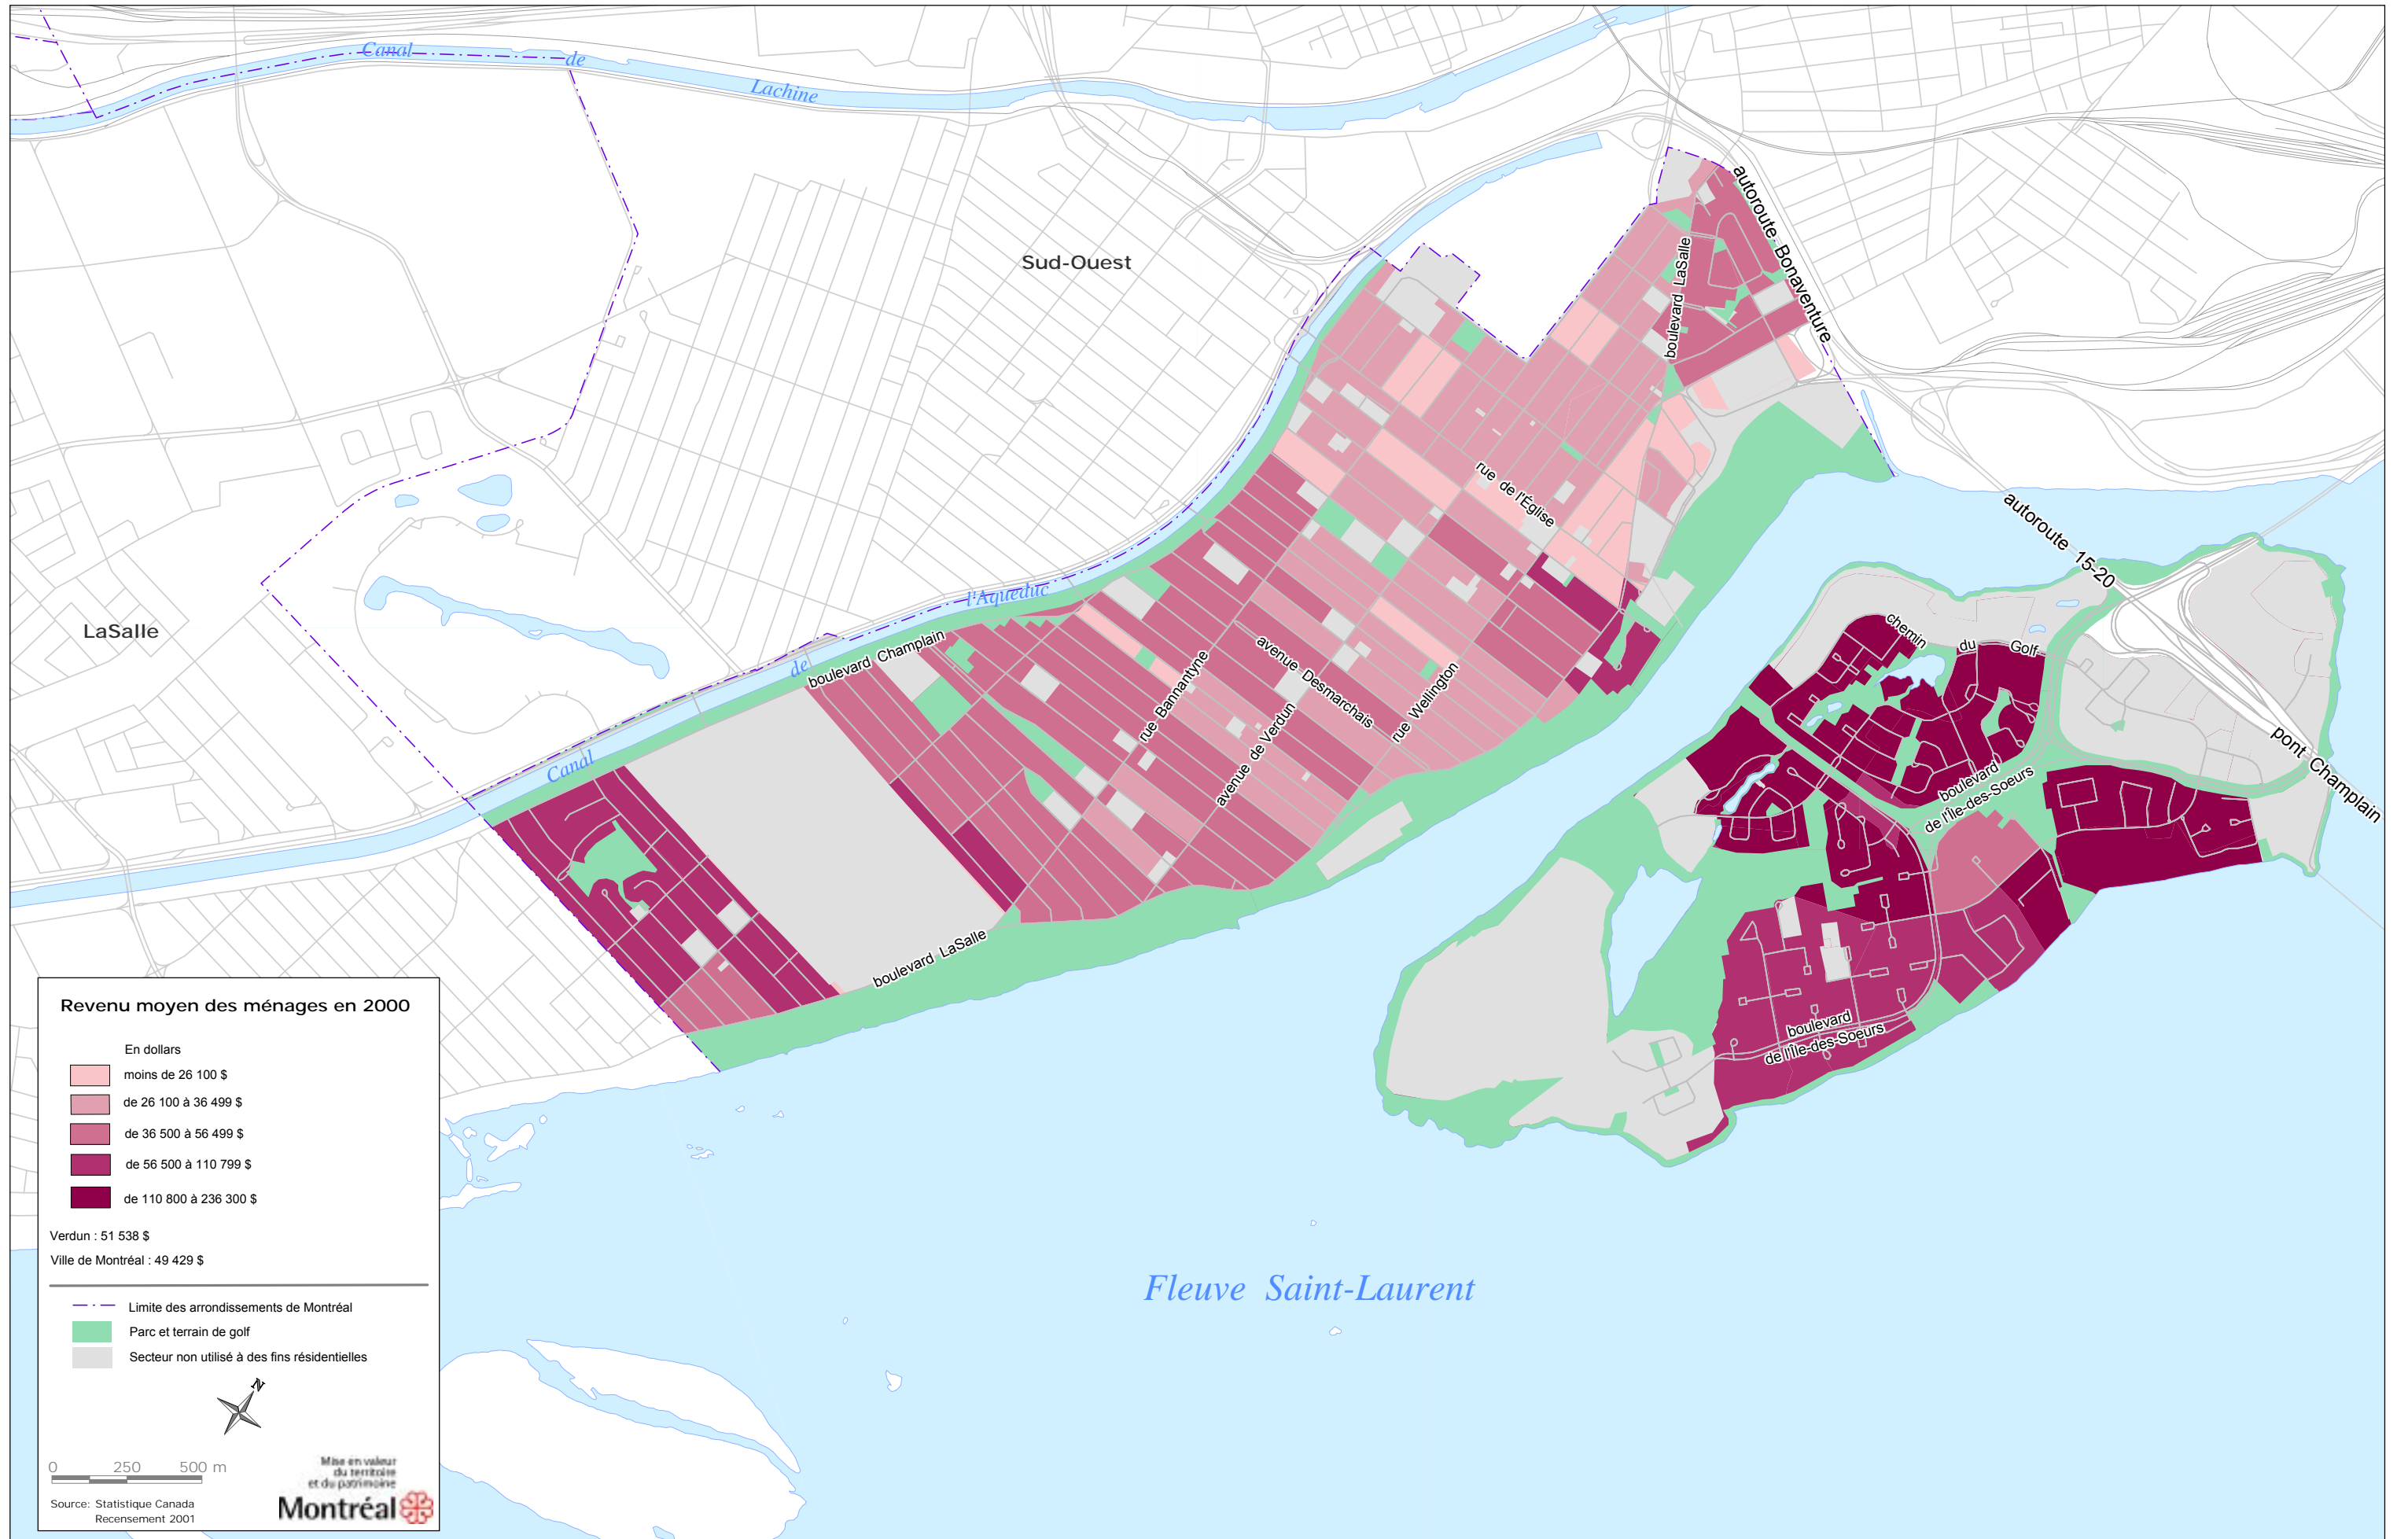 Canal de
Lachine
Sud-Ouest
LaSalle
autoroute Bonaventure
boulevard LaSalle
rue de l'Église
autoroute 15-20
l'Aqueduc
de
Canal
boulevard Champlain
rue Bannantyne
avenue Desmarchais
avenue de Verdun
rue Wellington
chemin du Golf
boulevard
de l'Île-des-Soeurs
pont Champlain
boulevard LaSalle
boulevard
de l'Île-des-Soeurs
Fleuve Saint-Laurent
Revenu moyen des ménages en 2000
En dollars
moins de 26 100 $
de 26 100 à 36 499 $
de 36 500 à 56 499 $
de 56 500 à 110 799 $
de 110 800 à 236 300 $
Verdun : 51 538 $
Ville de Montréal : 49 429 $
Limite des arrondissements de Montréal
Parc et terrain de golf
Secteur non utilisé à des fins résidentielles
N
0 250 500 m
Mise en valeur
du territoire
et du patrimoine
Montréal
Source: Statistique Canada
Recensement 2001